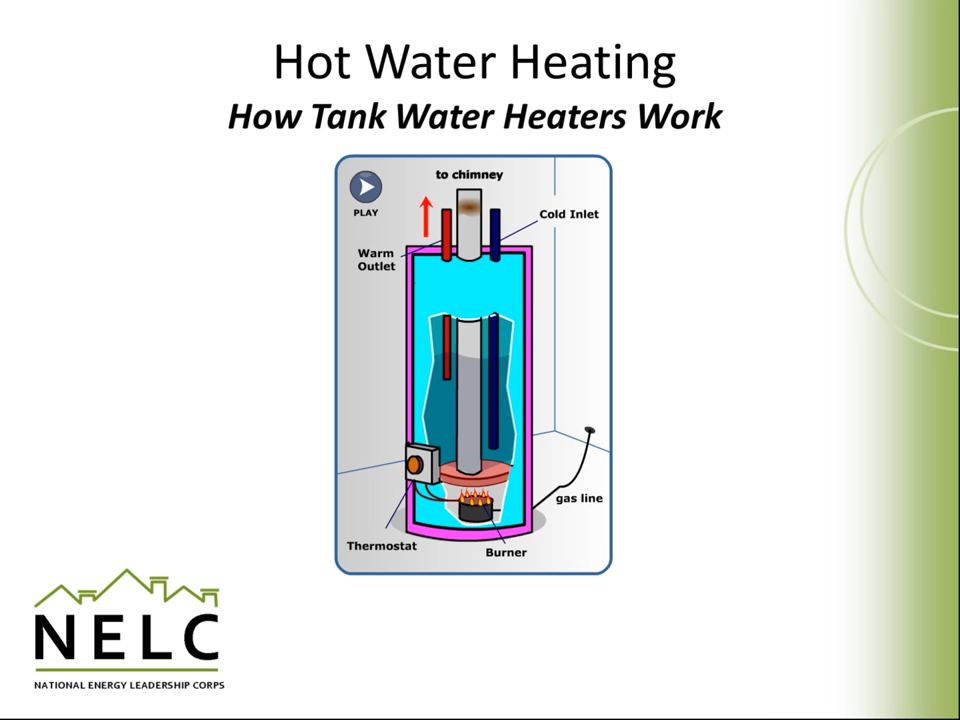 Hot Water Heating
How Tank Water Heaters Work
to chimney
PLAY
Cold Inlet
Warm
Outlet
gas line
Thermostat
Burner
NELC
NATIONAL ENERGY LEADERSHIP CORPS